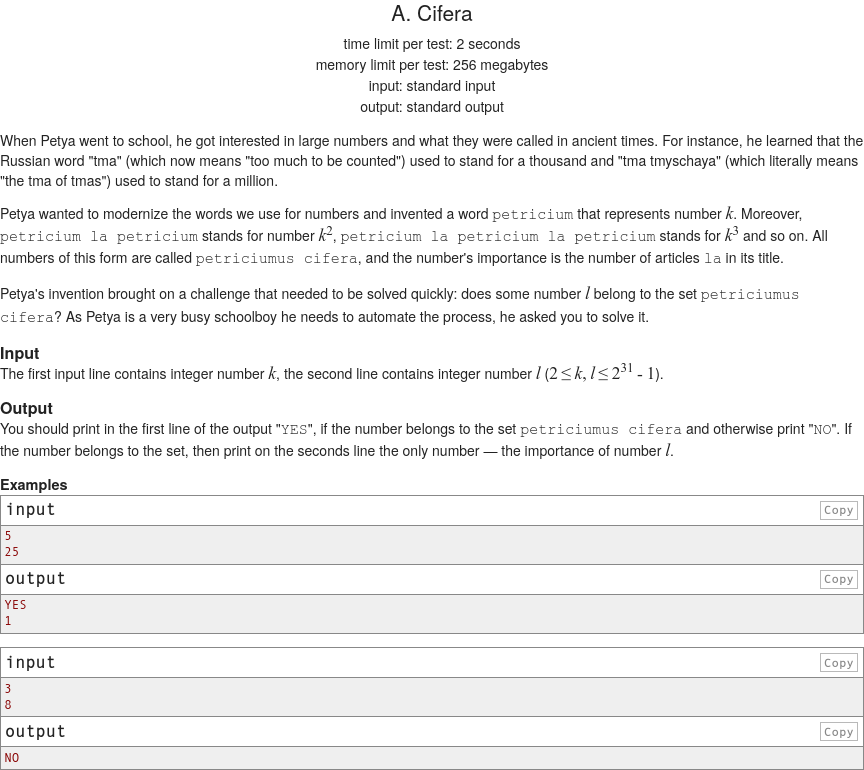 A. Cifera
time limit per test: 2 seconds
memory limit per test: 256 megabytes
input: standard input
output: standard output
When Petya went to school, he got interested in large numbers and what they were called in ancient times. For instance, he learned that the
Russian word "tma" (which now means "too much to be counted") used to stand for a thousand and "tma tmyschaya" (which literally means
"the tma of tmas") used to stand for a million.
Petya wanted to modernize the words we use for numbers and invented a word petricium that represents number k. Moreover,
petricium la petricium stands for number k², petricium la petricium la petricium stands for k³ and so on. All
numbers of this form are called petriciumus cifera, and the number's importance is the number of articles la in its title.
Petya's invention brought on a challenge that needed to be solved quickly: does some number l belong to the set petriciumus
cifera? As Petya is a very busy schoolboy he needs to automate the process, he asked you to solve it.
Input
The first input line contains integer number k, the second line contains integer number l (2 ≤ k, l ≤ 2³¹ - 1).
Output
You should print in the first line of the output "YES", if the number belongs to the set petriciumus cifera and otherwise print "NO". If
the number belongs to the set, then print on the seconds line the only number — the importance of number l.
Examples
input Copy
5
25
output Copy
YES
1
input Copy
3
8
output Copy
NO